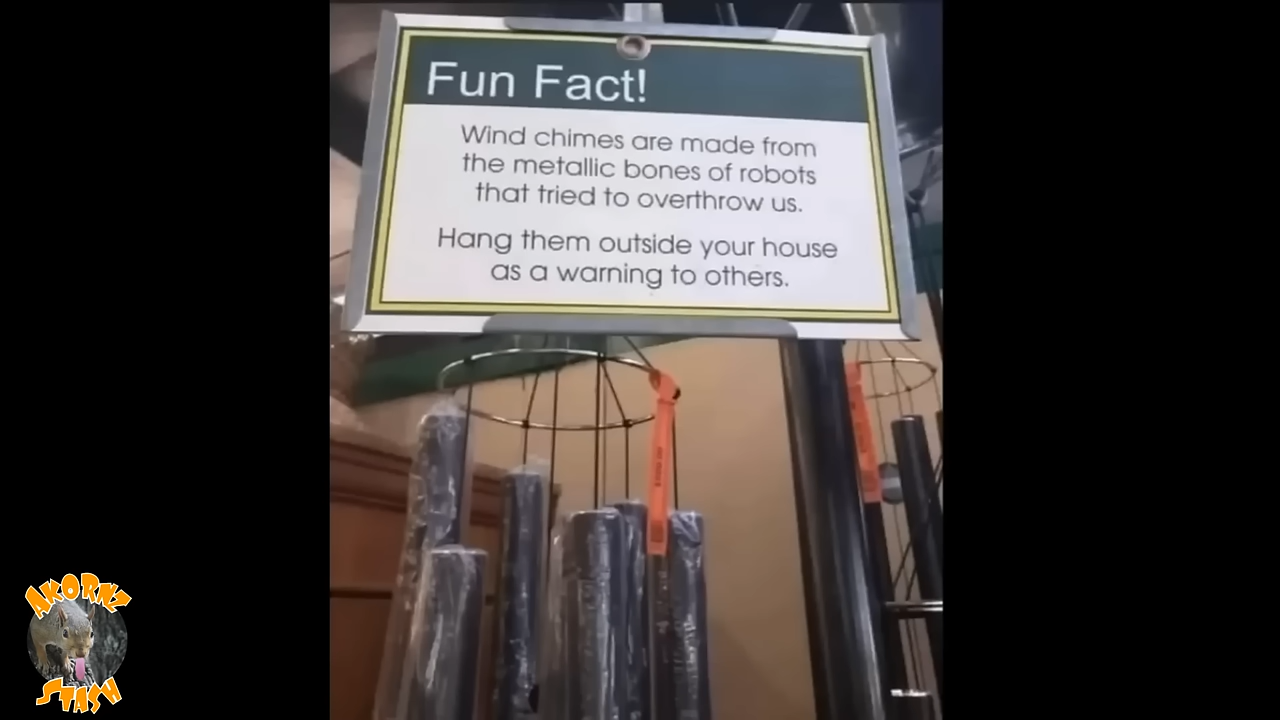 Fun Fact!
Wind chimes are made from
the metallic bones of robots
that tried to overthrow us.
Hang them outside your house
as a warning to others.
AKORNZ
STASH